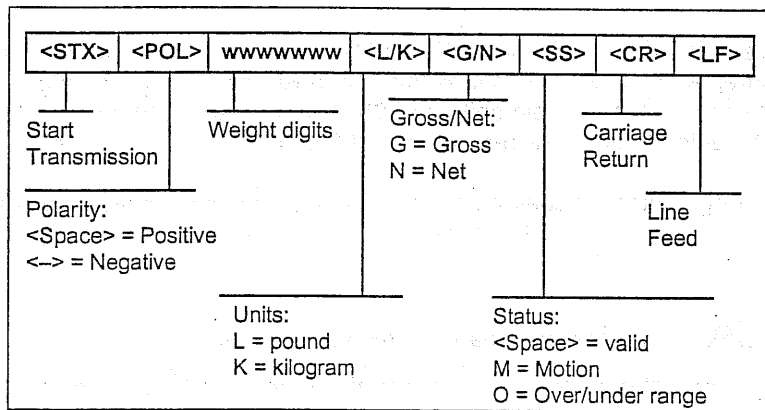 <STX> <POL> wwwwwww <L/K> <G/N> <SS> <CR> <LF>
Start
Transmission
Weight digits
Gross/Net:
G = Gross
N = Net
Carriage
Return
Polarity:
<Space> = Positive
<–> = Negative
Line
Feed
Units:
L = pound
K = kilogram
Status:
<Space> = valid
M = Motion
O = Over/under range